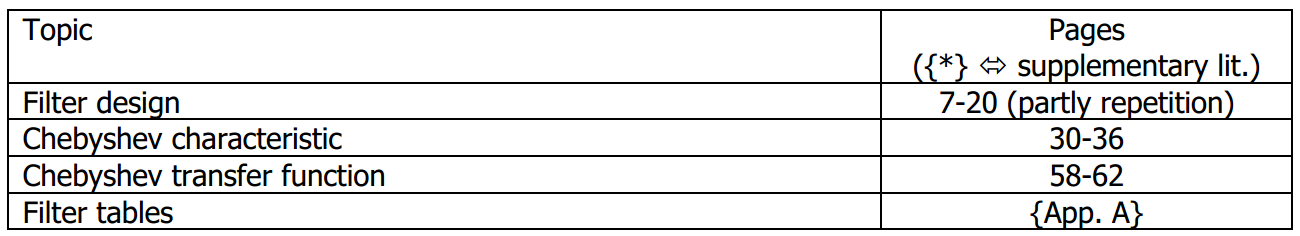 Topic Pages
({*} ⬄ supplementary lit.)
Filter design 7-20 (partly repetition)
Chebyshev characteristic 30-36
Chebyshev transfer function 58-62
Filter tables {App. A}